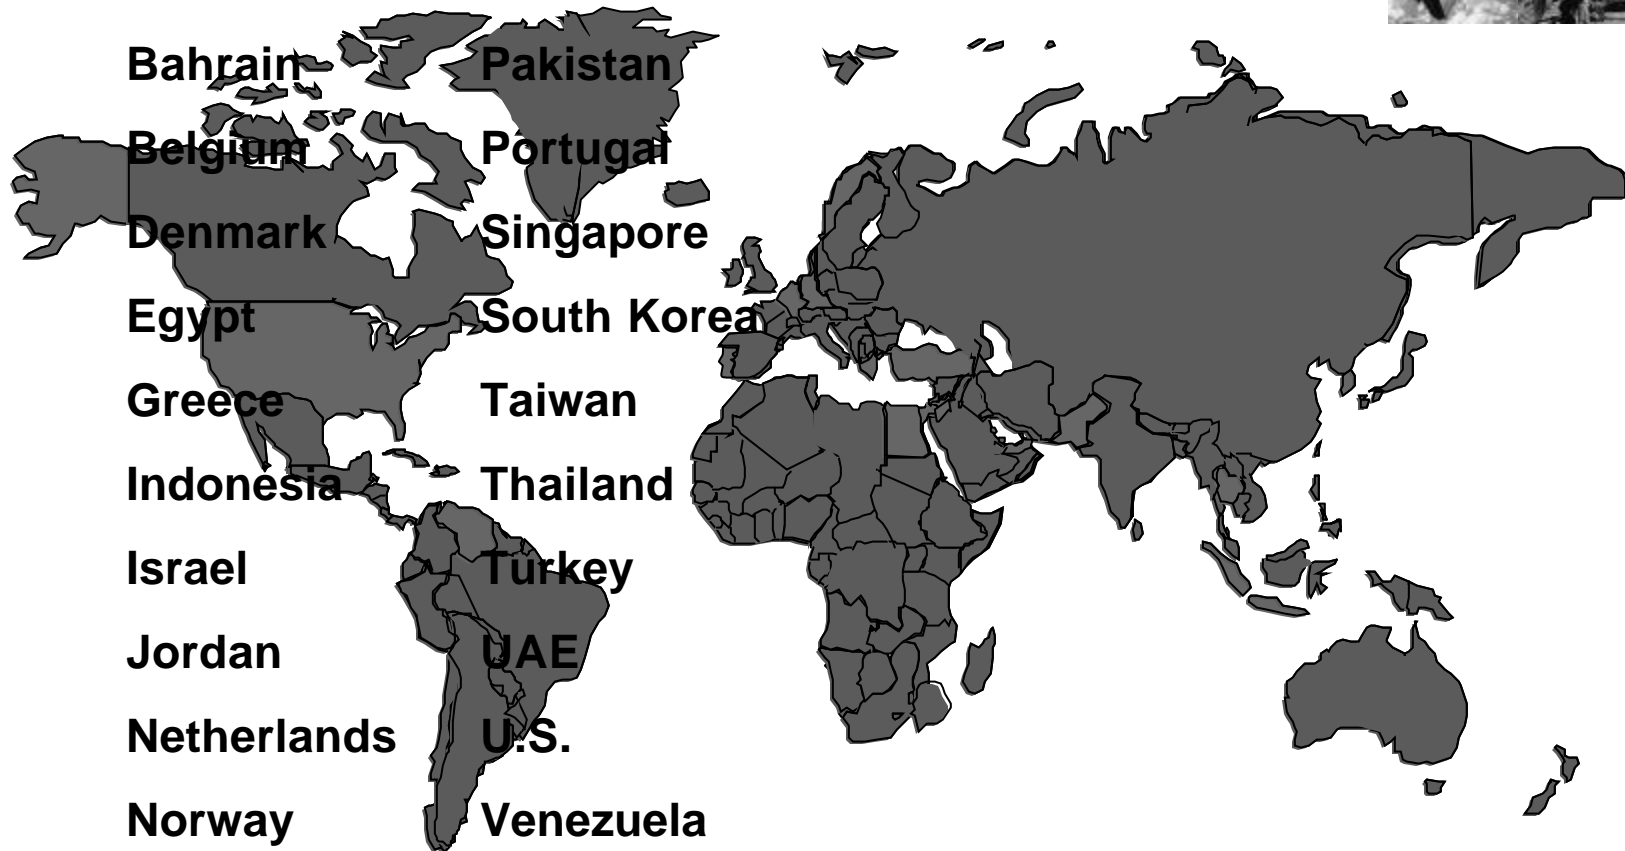 Bahrain
Belgium
Denmark
Egypt
Greece
Indonesia
Israel
Jordan
Netherlands
Norway
Pakistan
Portugal
Singapore
South Korea
Taiwan
Thailand
Turkey
UAE
U.S.
Venezuela